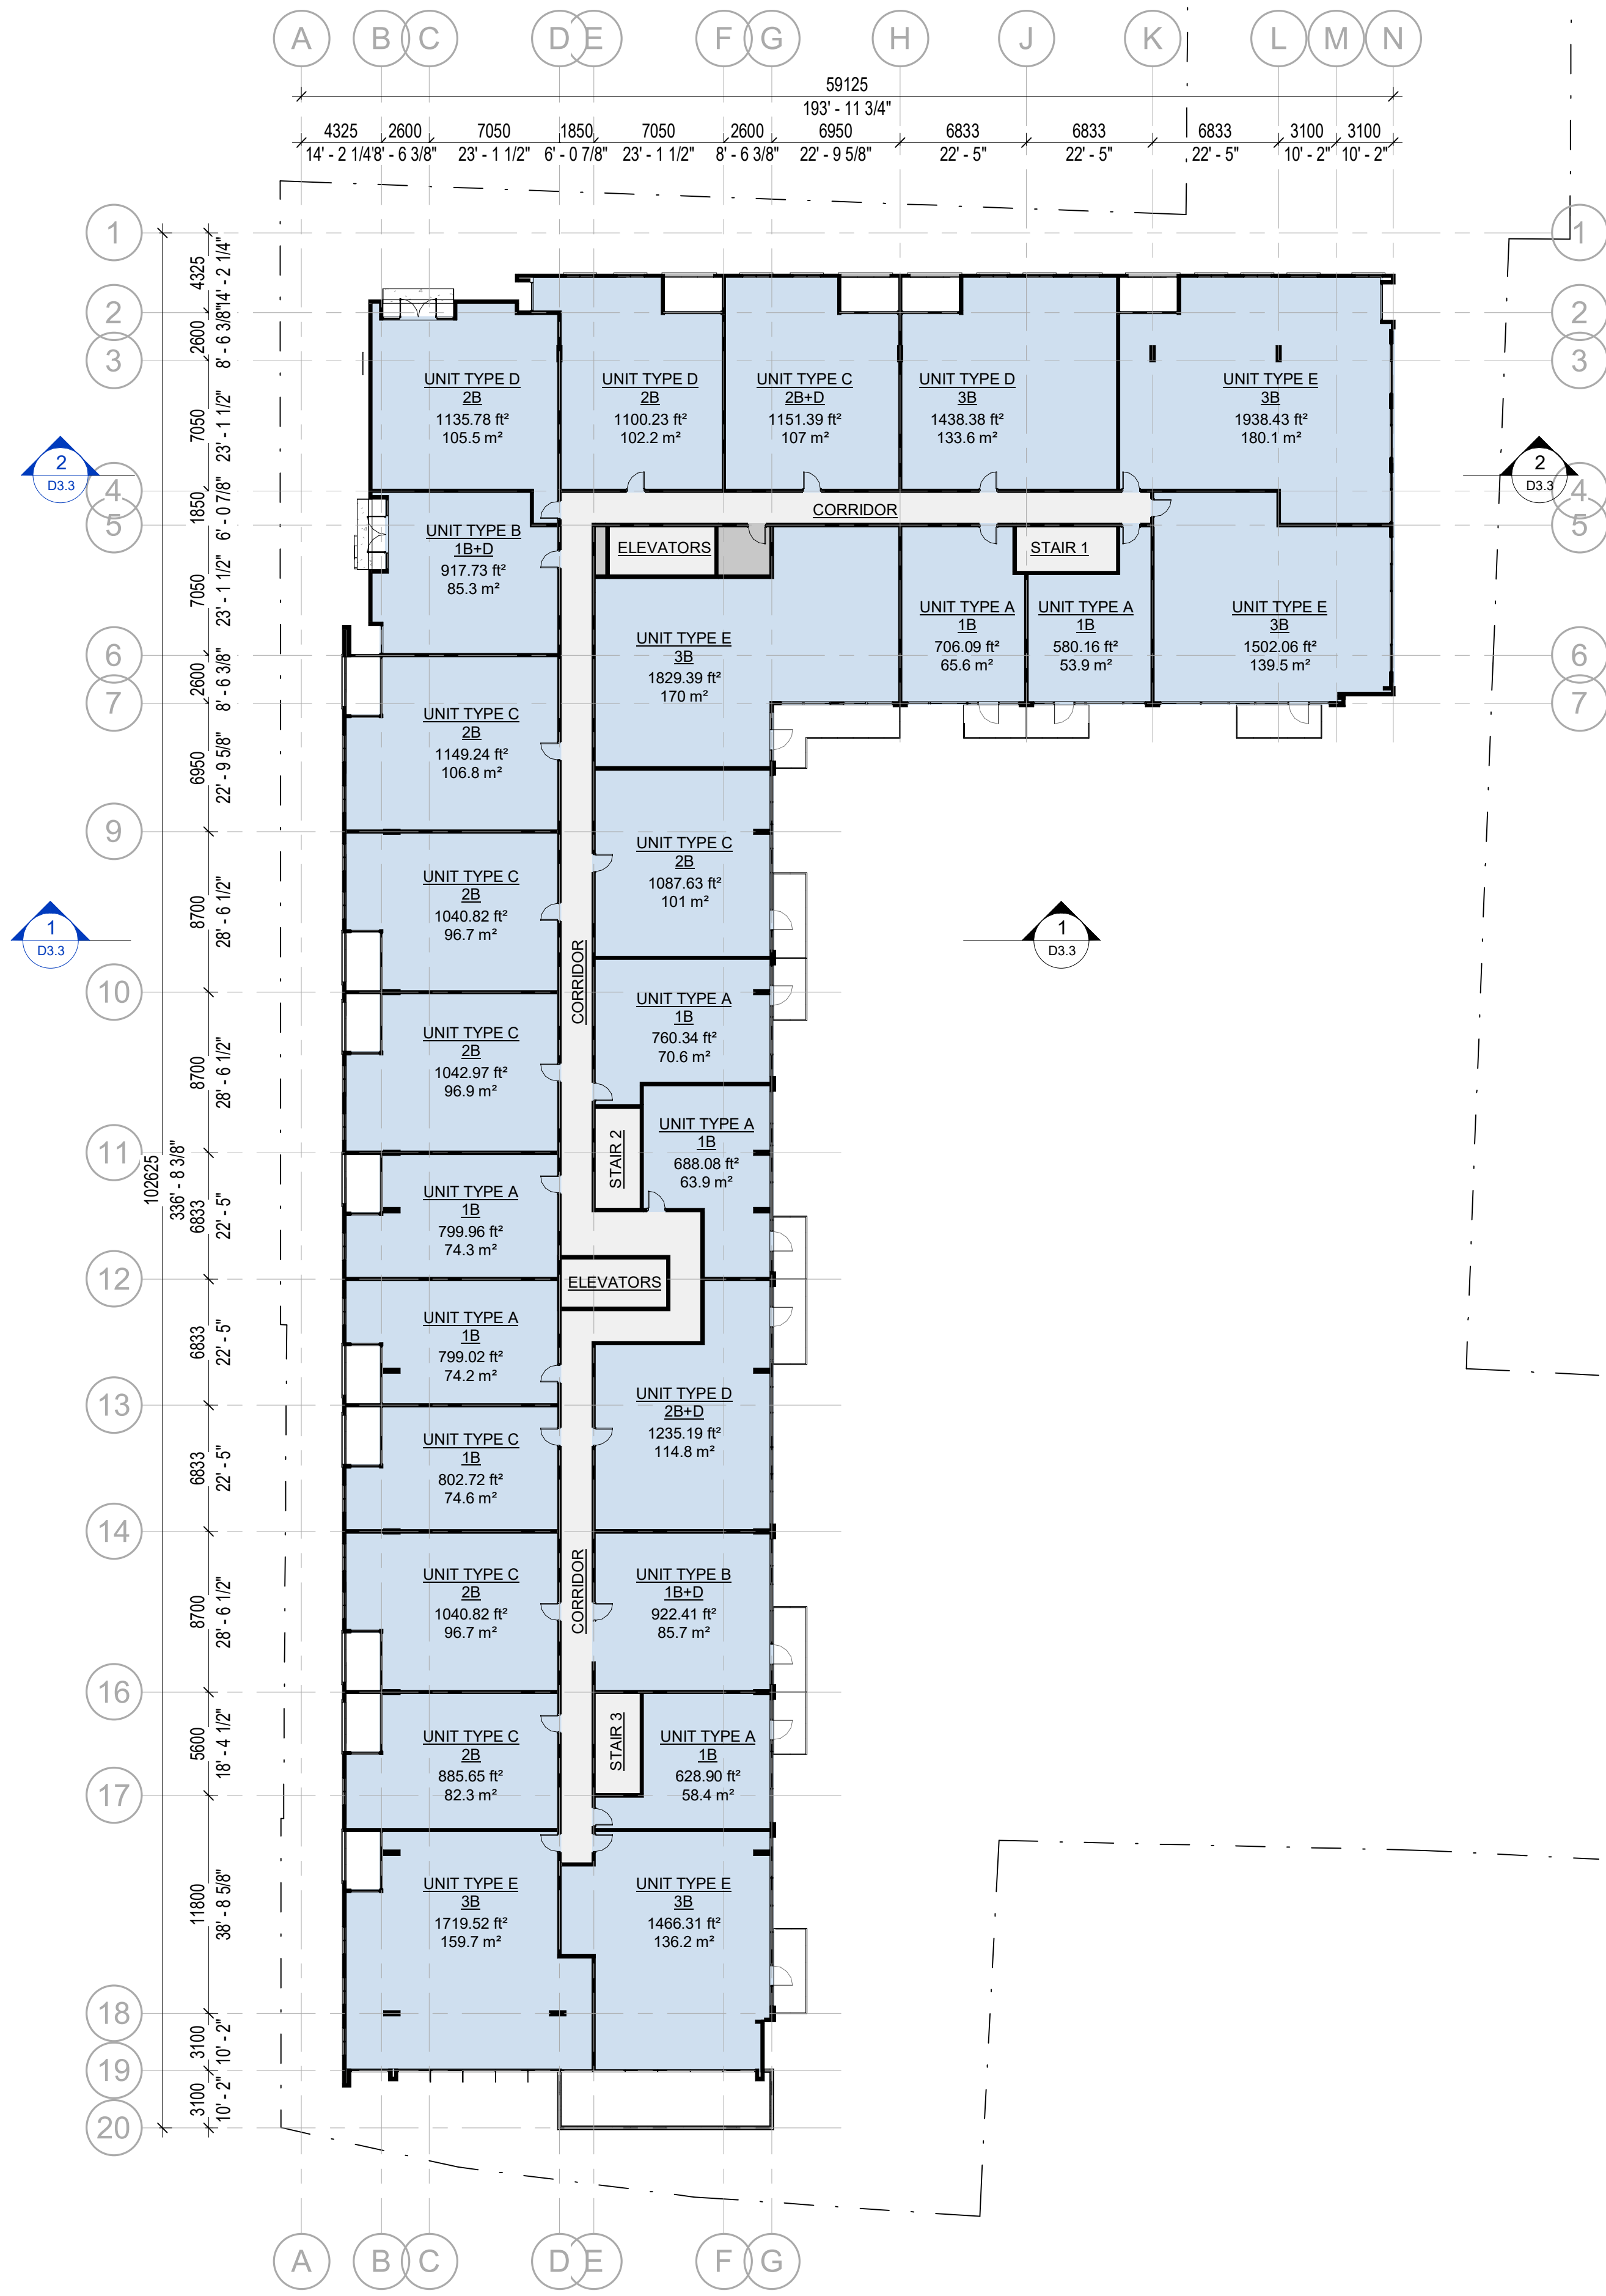 A B C D E F G H J K L M N
59125
193' - 11 3/4"
4325 2600 7050 1850 7050 2600 6950 6833 6833 6833 3100 3100
14' - 2 1/4" 8' - 6 3/8" 23' - 1 1/2" 6' - 0 7/8" 23' - 1 1/2" 8' - 6 3/8" 22' - 9 5/8" 22' - 5" 22' - 5" 22' - 5" 10' - 2" 10' - 2"
1
2
3
4
5
6
7
9
10
11
12
13
14
16
17
18
19
20
102625
336' - 8 3/8"
4325
14' - 2 1/4"
2600
8' - 6 3/8"
7050
23' - 1 1/2"
1850
6' - 0 7/8"
7050
23' - 1 1/2"
2600
8' - 6 3/8"
6950
22' - 9 5/8"
8700
28' - 6 1/2"
8700
28' - 6 1/2"
6833
22' - 5"
6833
22' - 5"
6833
22' - 5"
8700
28' - 6 1/2"
5600
18' - 4 1/2"
11800
38' - 8 5/8"
3100
10' - 2"
3100
10' - 2"
1
2
3
4
5
6
7
2
D3.3
2
D3.3
1
D3.3
1
D3.3
UNIT TYPE D
2B
1135.78 ft²
105.5 m²
UNIT TYPE D
2B
1100.23 ft²
102.2 m²
UNIT TYPE C
2B+D
1151.39 ft²
107 m²
UNIT TYPE D
3B
1438.38 ft²
133.6 m²
UNIT TYPE E
3B
1938.43 ft²
180.1 m²
CORRIDOR
UNIT TYPE B
1B+D
917.73 ft²
85.3 m²
ELEVATORS
STAIR 1
UNIT TYPE E
3B
1829.39 ft²
170 m²
UNIT TYPE A
1B
706.09 ft²
65.6 m²
UNIT TYPE A
1B
580.16 ft²
53.9 m²
UNIT TYPE E
3B
1502.06 ft²
139.5 m²
UNIT TYPE C
2B
1149.24 ft²
106.8 m²
UNIT TYPE C
2B
1087.63 ft²
101 m²
UNIT TYPE C
2B
1040.82 ft²
96.7 m²
CORRIDOR
UNIT TYPE A
1B
760.34 ft²
70.6 m²
UNIT TYPE C
2B
1042.97 ft²
96.9 m²
UNIT TYPE A
1B
688.08 ft²
63.9 m²
STAIR 2
UNIT TYPE A
1B
799.96 ft²
74.3 m²
ELEVATORS
UNIT TYPE A
1B
799.02 ft²
74.2 m²
UNIT TYPE D
2B+D
1235.19 ft²
114.8 m²
UNIT TYPE C
1B
802.72 ft²
74.6 m²
UNIT TYPE C
2B
1040.82 ft²
96.7 m²
CORRIDOR
UNIT TYPE B
1B+D
922.41 ft²
85.7 m²
UNIT TYPE C
2B
885.65 ft²
82.3 m²
STAIR 3
UNIT TYPE A
1B
628.90 ft²
58.4 m²
UNIT TYPE E
3B
1719.52 ft²
159.7 m²
UNIT TYPE E
3B
1466.31 ft²
136.2 m²
A B C D E F G